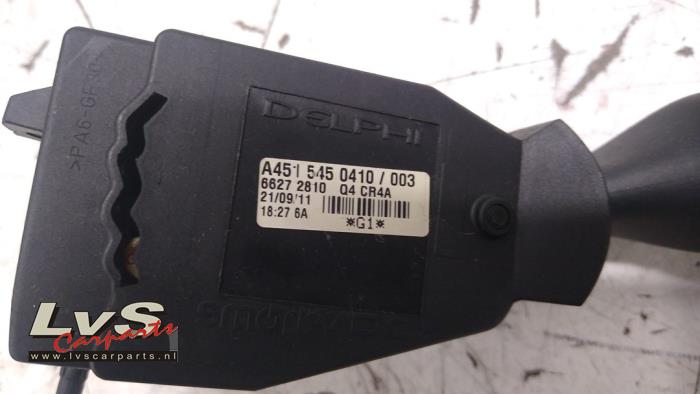 >PA6-GF30<
DELPHI
A451 545 0410 / 003
6627 2810 Q4 CR4A
21/09/11
18:27 6A
*G1*
LvS
Carparts
www.lvscarparts.nl